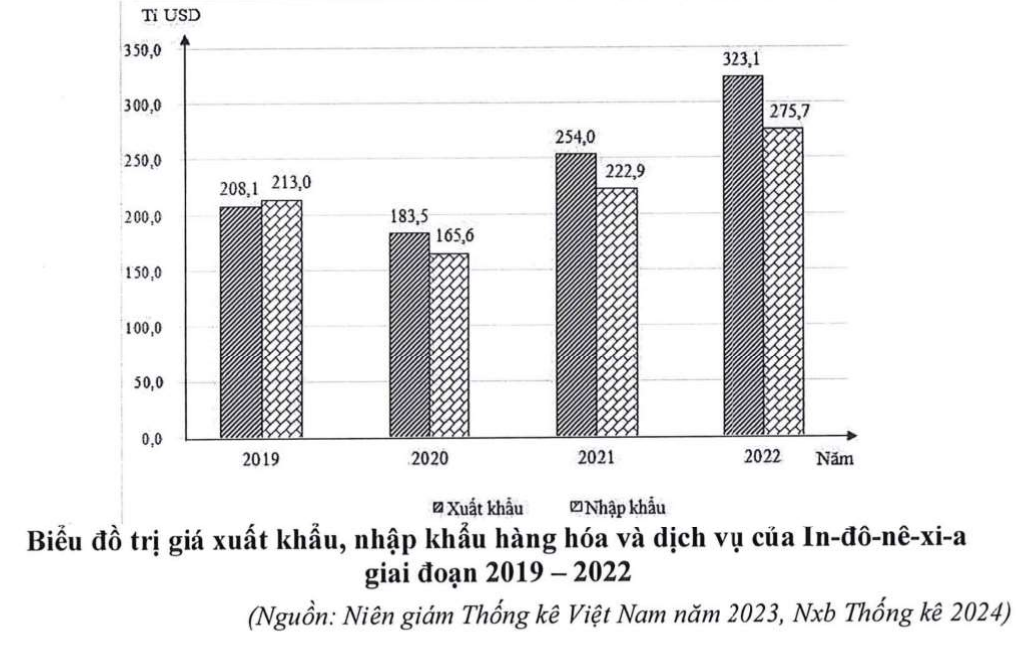 Tỉ USD
350,0
300,0
250,0
200,0
150,0
100,0
50,0
0,0
208,1 213,0
183,5 165,6
254,0 222,9
323,1 275,7
2019 2020 2021 2022 Năm
Xuất khẩu Nhập khẩu
Biểu đồ trị giá xuất khẩu, nhập khẩu hàng hóa và dịch vụ của In-đô-nê-xi-a
giai đoạn 2019 – 2022
(Nguồn: Niên giám Thống kê Việt Nam năm 2023, Nxb Thống kê 2024)